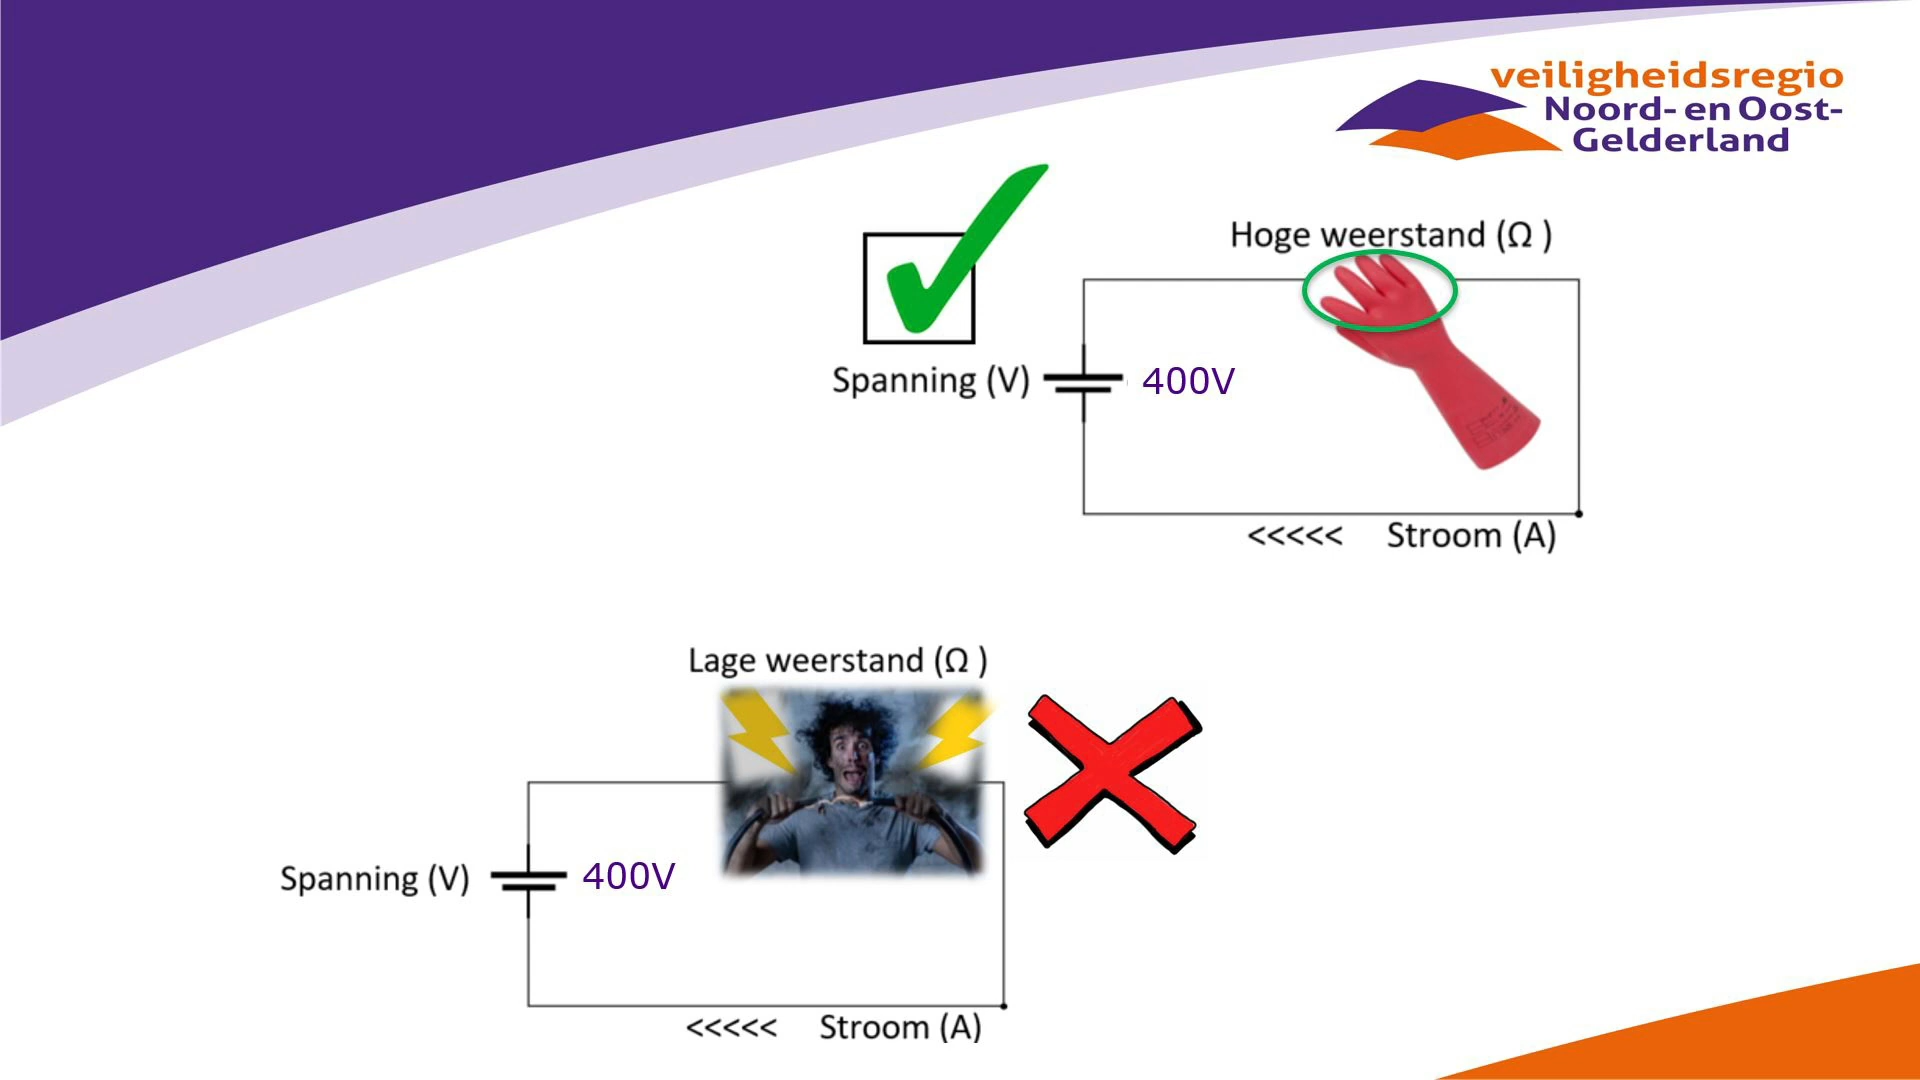 veiligheidsregio
Noord- en Oost-
Gelderland
Hoge weerstand (Ω )
Spanning (V)
400V
<<<<< Stroom (A)
Lage weerstand (Ω )
Spanning (V)
400V
<<<<< Stroom (A)